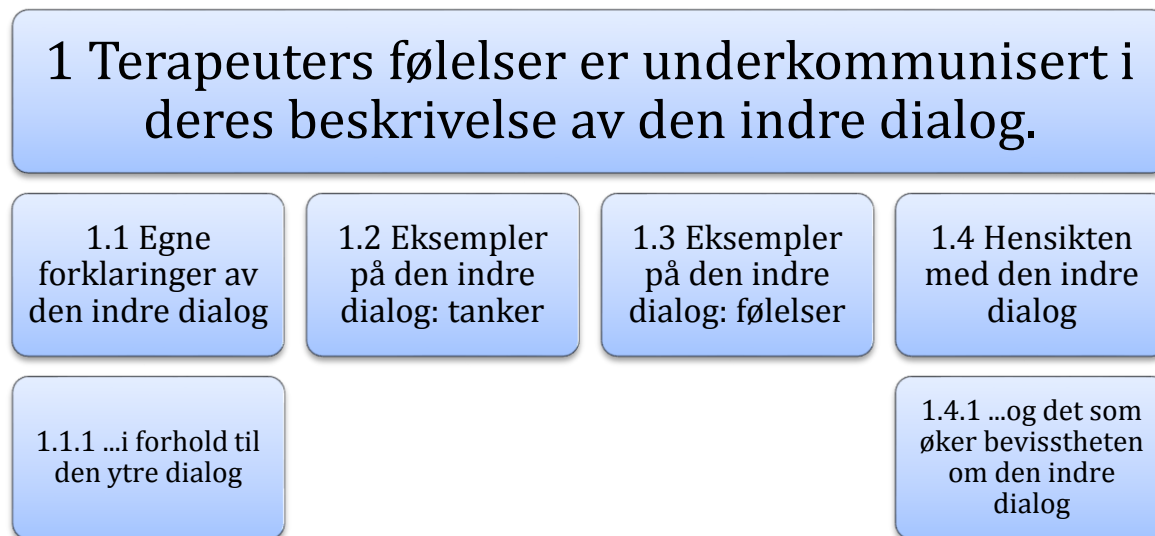 1 Terapeuters følelser er underkommunisert i
deres beskrivelse av den indre dialog.
1.1 Egne
forklaringer av
den indre dialog
1.2 Eksempler
på den indre
dialog: tanker
1.3 Eksempler
på den indre
dialog: følelser
1.4 Hensikten
med den indre
dialog
1.1.1 ...i forhold til
den ytre dialog
1.4.1 ...og det som
øker bevisstheten
om den indre
dialog